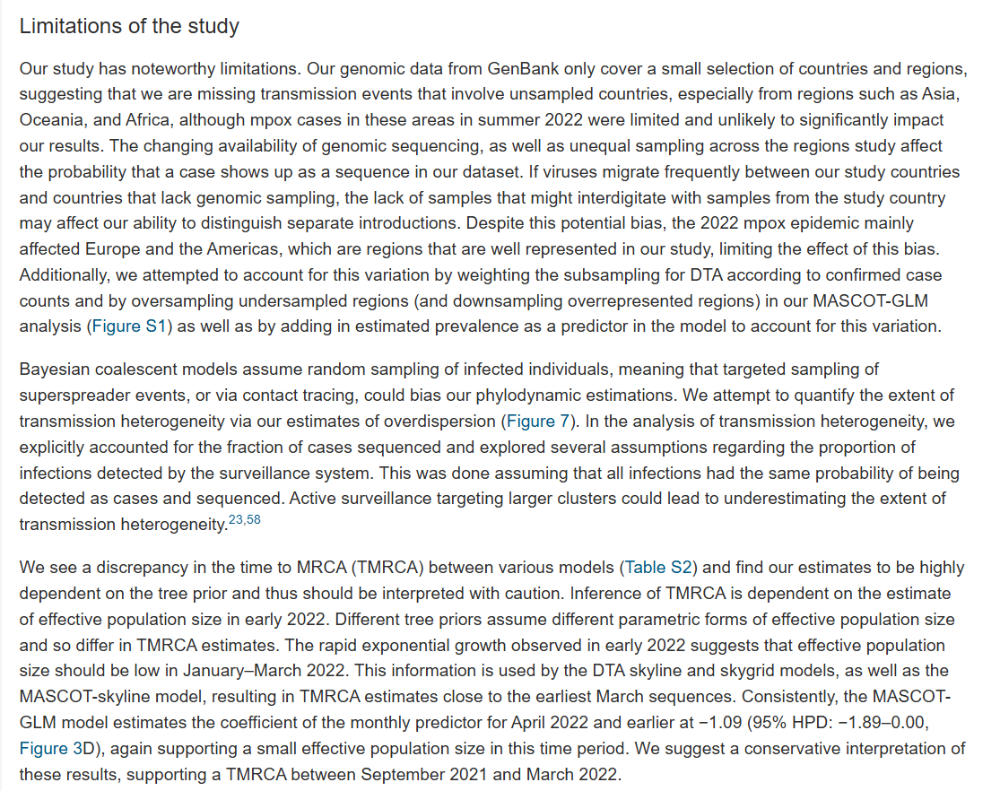 Limitations of the study
Our study has noteworthy limitations. Our genomic data from GenBank only cover a small selection of countries and regions,
suggesting that we are missing transmission events that involve unsampled countries, especially from regions such as Asia,
Oceania, and Africa, although mpox cases in these areas in summer 2022 were limited and unlikely to significantly impact
our results. The changing availability of genomic sequencing, as well as unequal sampling across the regions study affect
the probability that a case shows up as a sequence in our dataset. If viruses migrate frequently between our study countries
and countries that lack genomic sampling, the lack of samples that might interdigitate with samples from the study country
may affect our ability to distinguish separate introductions. Despite this potential bias, the 2022 mpox epidemic mainly
affected Europe and the Americas, which are regions that are well represented in our study, limiting the effect of this bias.
Additionally, we attempted to account for this variation by weighting the subsampling for DTA according to confirmed case
counts and by oversampling undersampled regions (and downsampling overrepresented regions) in our MASCOT-GLM
analysis (Figure S1) as well as by adding in estimated prevalence as a predictor in the model to account for this variation.
Bayesian coalescent models assume random sampling of infected individuals, meaning that targeted sampling of
superspreader events, or via contact tracing, could bias our phylodynamic estimations. We attempt to quantify the extent of
transmission heterogeneity via our estimates of overdispersion (Figure 7). In the analysis of transmission heterogeneity, we
explicitly accounted for the fraction of cases sequenced and explored several assumptions regarding the proportion of
infections detected by the surveillance system. This was done assuming that all infections had the same probability of being
detected as cases and sequenced. Active surveillance targeting larger clusters could lead to underestimating the extent of
transmission heterogeneity.23,58
We see a discrepancy in the time to MRCA (TMRCA) between various models (Table S2) and find our estimates to be highly
dependent on the tree prior and thus should be interpreted with caution. Inference of TMRCA is dependent on the estimate
of effective population size in early 2022. Different tree priors assume different parametric forms of effective population size
and so differ in TMRCA estimates. The rapid exponential growth observed in early 2022 suggests that effective population
size should be low in January–March 2022. This information is used by the DTA skyline and skygrid models, as well as the
MASCOT-skyline model, resulting in TMRCA estimates close to the earliest March sequences. Consistently, the MASCOT-
GLM model estimates the coefficient of the monthly predictor for April 2022 and earlier at −1.09 (95% HPD: −1.89–0.00,
Figure 3D), again supporting a small effective population size in this time period. We suggest a conservative interpretation of
these results, supporting a TMRCA between September 2021 and March 2022.